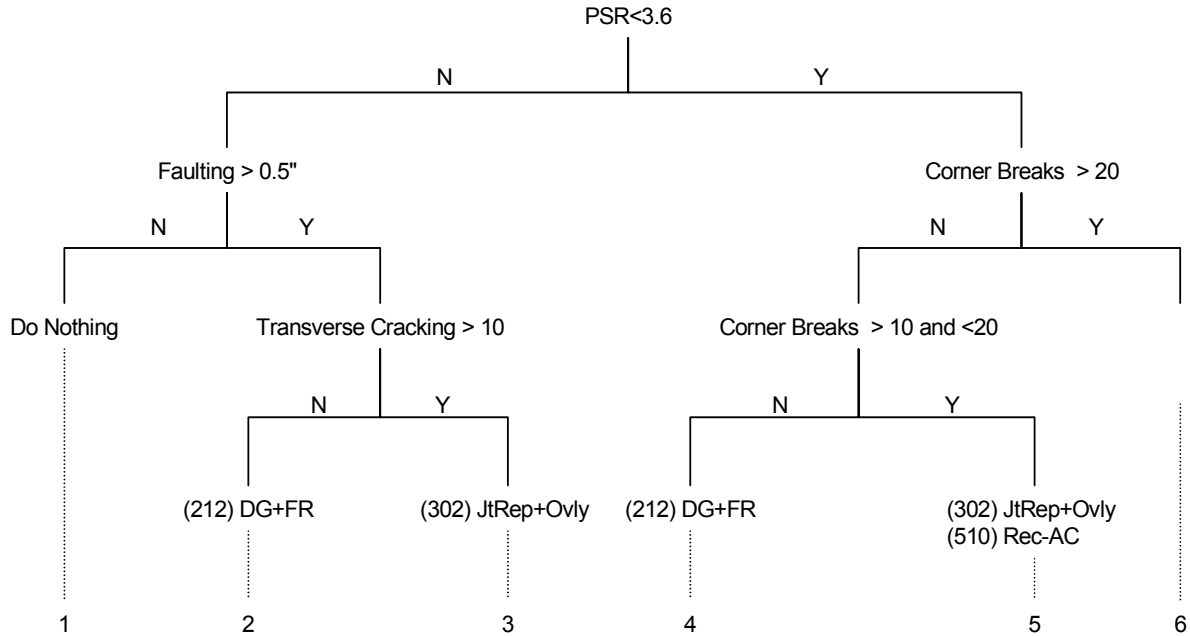 PSR<3.6
N
Y
Faulting > 0.5"
Corner Breaks > 20
N
Y
N
Y
Do Nothing
Transverse Cracking > 10
Corner Breaks > 10 and <20
N
Y
N
Y
(212) DG+FR
(302) JtRep+Ovly
(212) DG+FR
(302) JtRep+Ovly
(510) Rec-AC
1
2
3
4
5
6